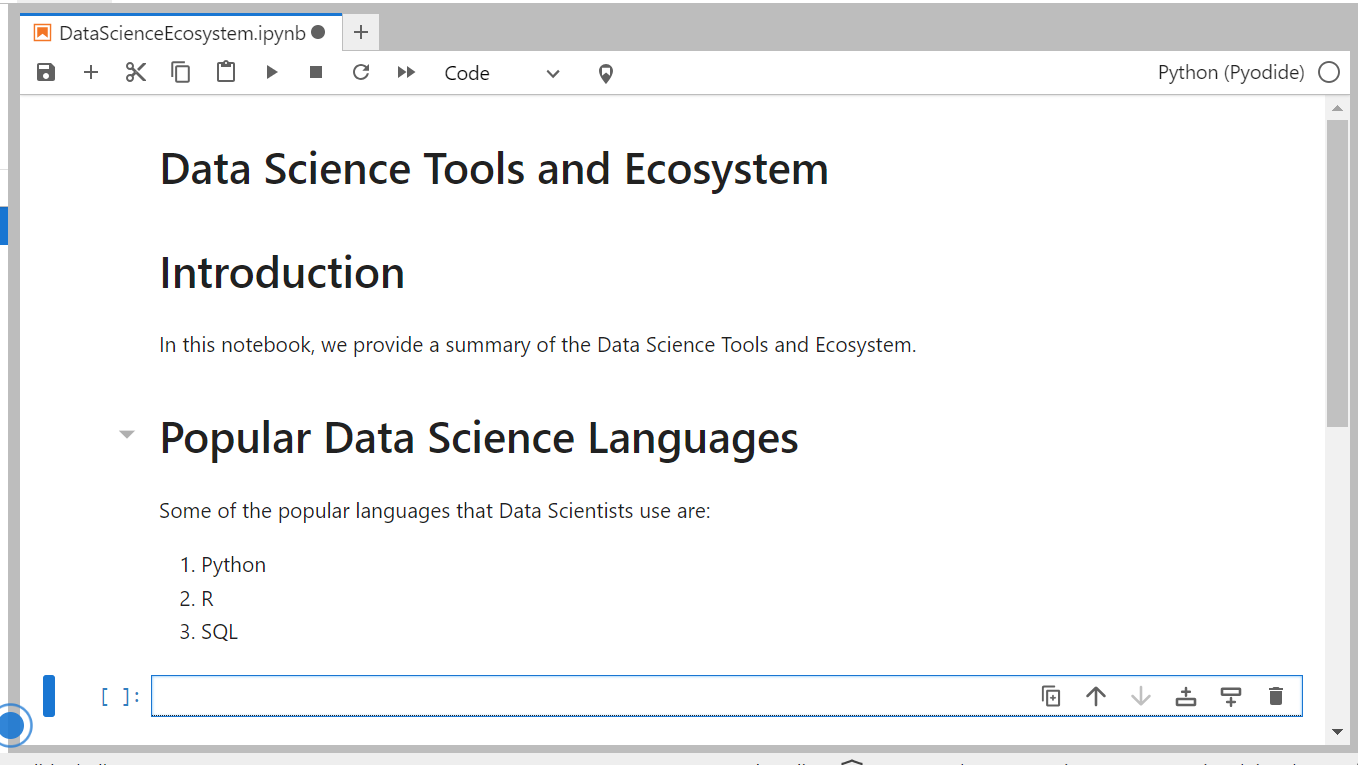 DataScienceEcosystem.ipynb
Code
Python (Pyodide)
Data Science Tools and Ecosystem
Introduction
In this notebook, we provide a summary of the Data Science Tools and Ecosystem.
Popular Data Science Languages
Some of the popular languages that Data Scientists use are:
1. Python
2. R
3. SQL
[ ]: